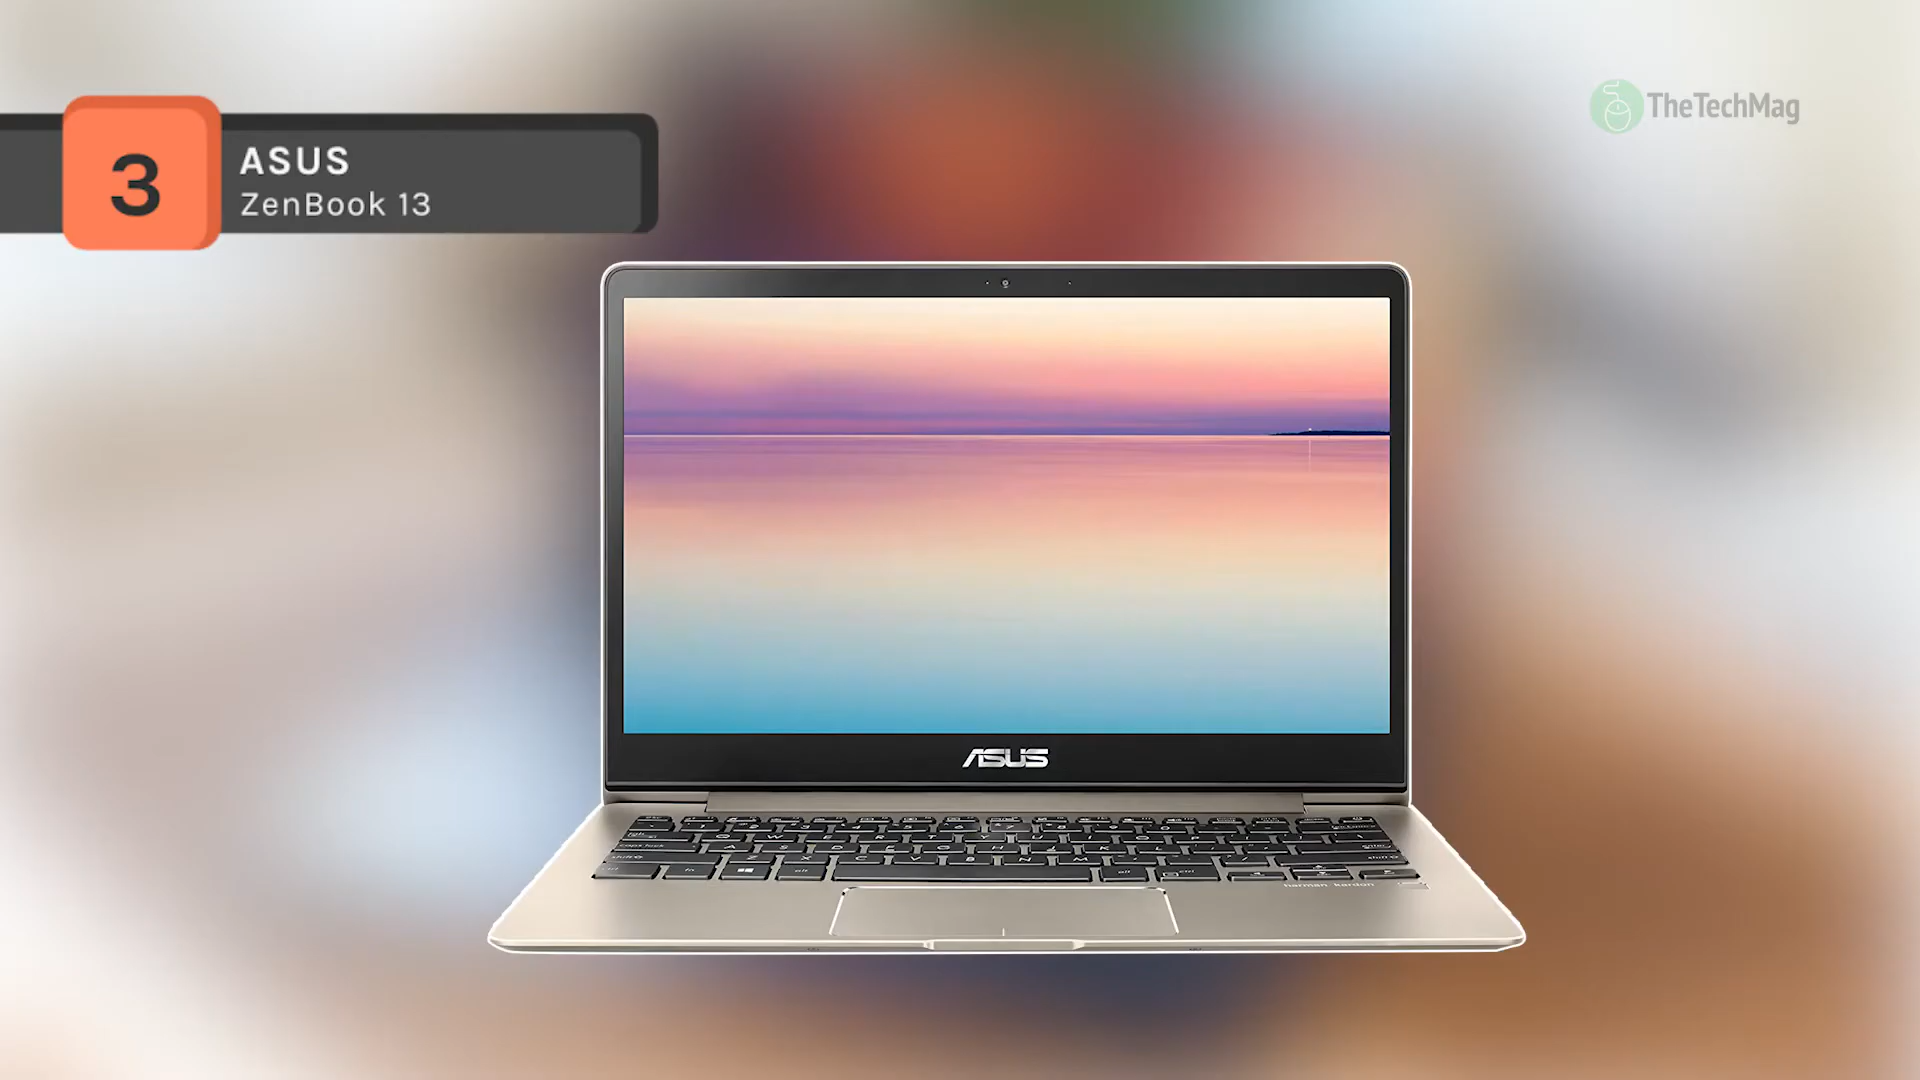 3
ASUS
ZenBook 13
TheTechMag
ASUS
harman kardon